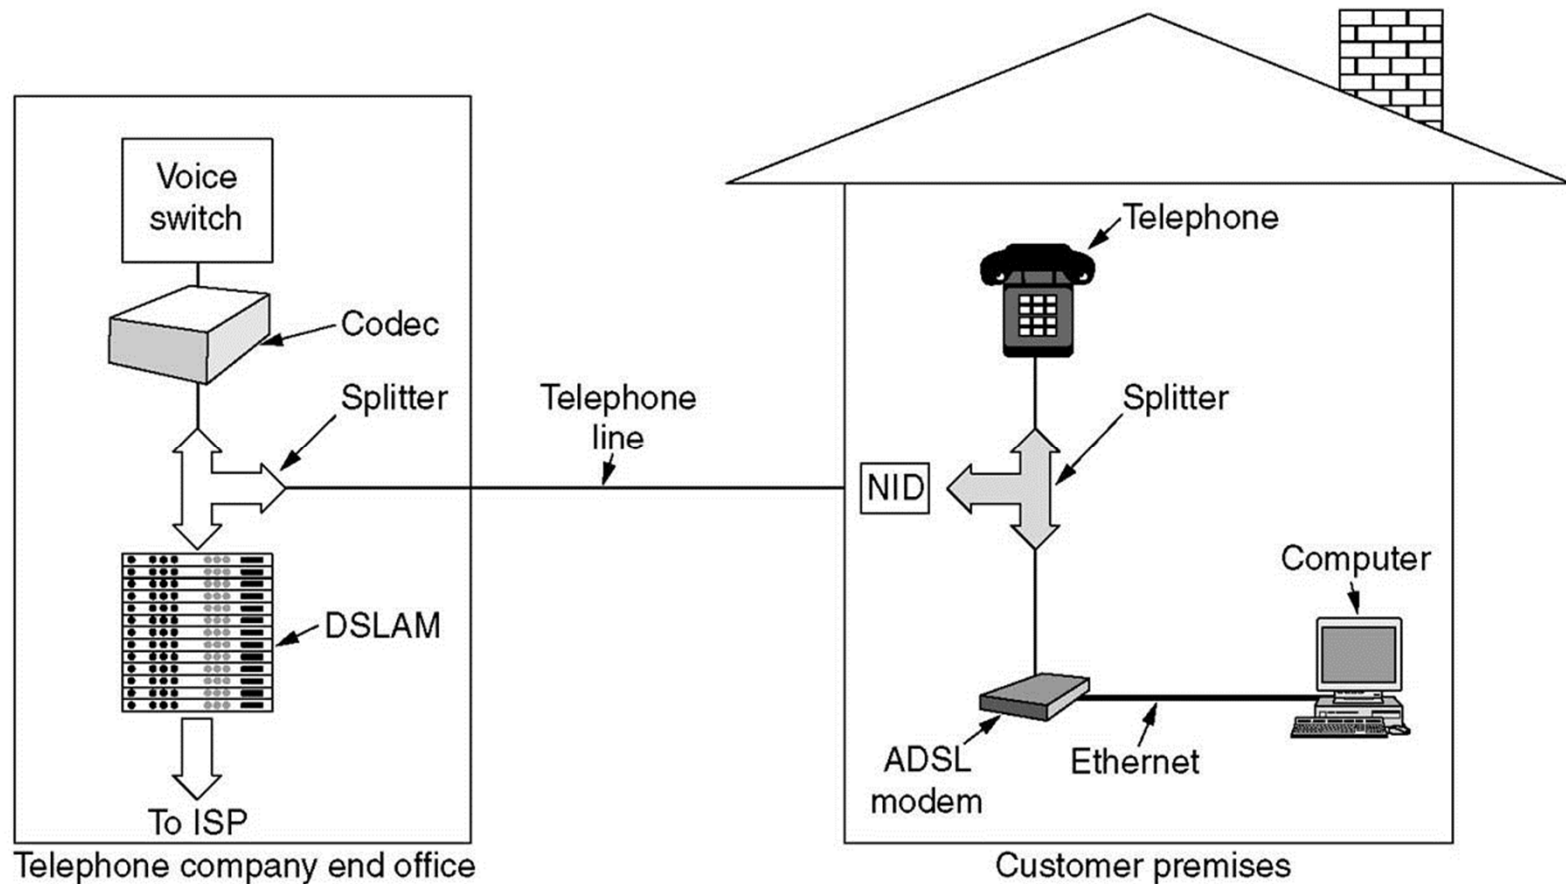 Voice
switch
Codec
Splitter
DSLAM
To ISP
Telephone company end office
Telephone
line
Telephone
Splitter
NID
Computer
ADSL
modem
Ethernet
Customer premises